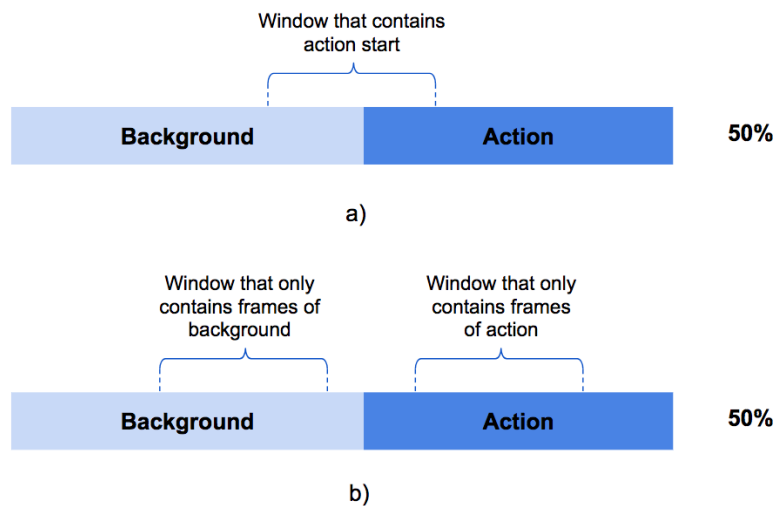 Window that contains
action start
Background
Action
50%
a)
Window that only
contains frames of
background
Window that only
contains frames
of action
Background
Action
50%
b)